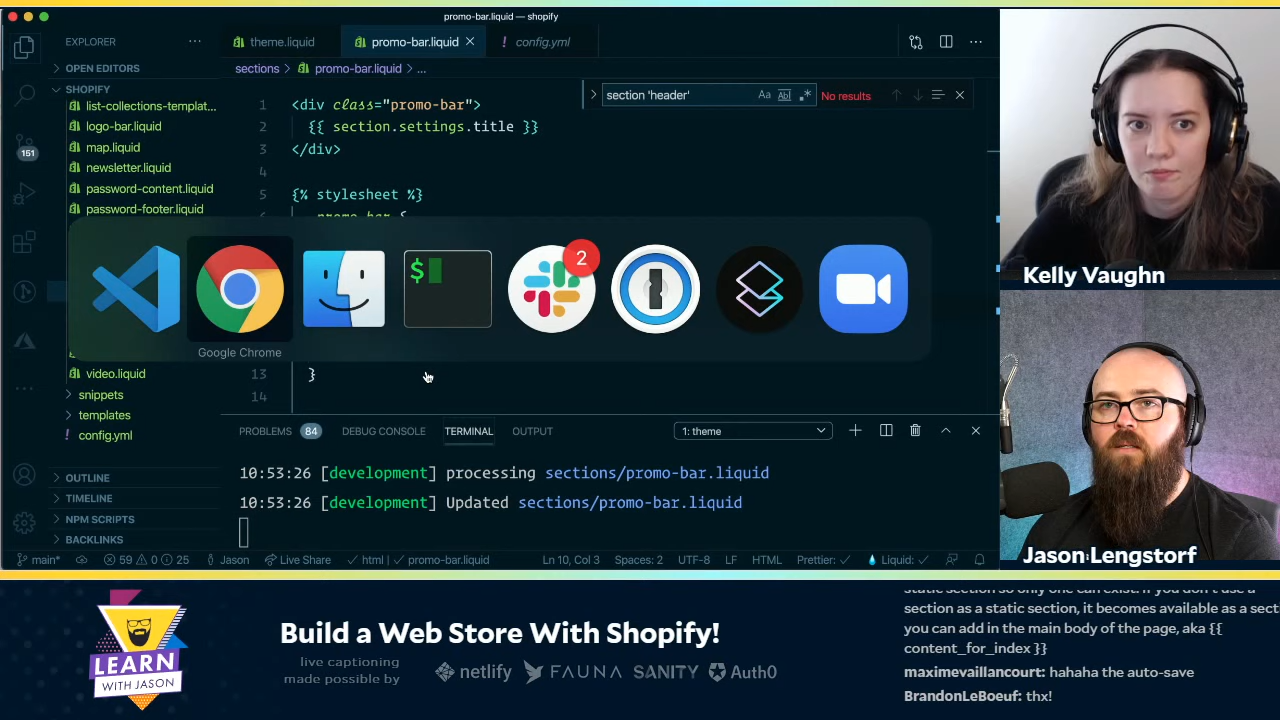 promo-bar.liquid — shopify
EXPLORER
theme.liquid
promo-bar.liquid
config.yml
OPEN EDITORS
sections
promo-bar.liquid
...
SHOPIFY
section 'header'
Aa
Abl
No results
list-collections-templat...
logo-bar.liquid
map.liquid
newsletter.liquid
password-content.liquid
password-footer.liquid
1 <div class="promo-bar">
2 {{ section.settings.title }}
3 </div>
4
5 {% stylesheet %}
151
2
$
Google Chrome
video.liquid
snippets
templates
config.yml
13 }
14
PROBLEMS 84 DEBUG CONSOLE TERMINAL OUTPUT
1: theme
10:53:26 [development] processing sections/promo-bar.liquid
10:53:26 [development] Updated sections/promo-bar.liquid
OUTLINE
TIMELINE
NPM SCRIPTS
BACKLINKS
main* 59 0 25 Jason Live Share html | promo-bar.liquid Ln 10, Col 3 Spaces: 2 UTF-8 LF HTML Prettier: Liquid:
Kelly Vaughn
Jason Lengstorf
LEARN
WITH JASON
Build a Web Store With Shopify!
live captioning
made possible by
netlify
FAUNA
SANITY
Auth0
static section so only one can exist. If you don't use a
section as a static section, it becomes available as a sect
you can add in the main body of the page, aka {{
content_for_index }}
maximevaillancourt: hahaha the auto-save
BrandonLeBoeuf: thx!